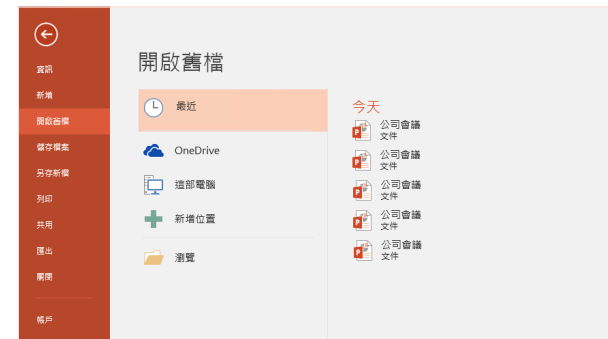 開啟舊檔
資訊
新增
開啟舊檔
儲存檔案
另存新檔
列印
共用
匯出
關閉
帳戶
最近
OneDrive
這部電腦
新增位置
瀏覽
今天
公司會議
文件
公司會議
文件
公司會議
文件
公司會議
文件
公司會議
文件